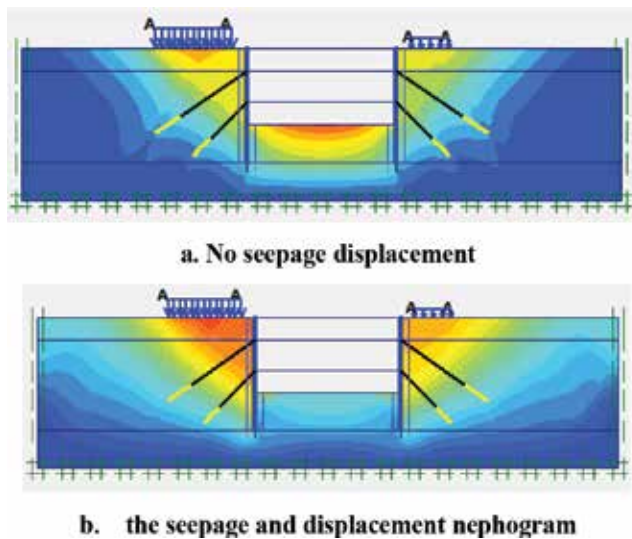 A A A A
a. No seepage displacement
A A A A
b. the seepage and displacement nephogram